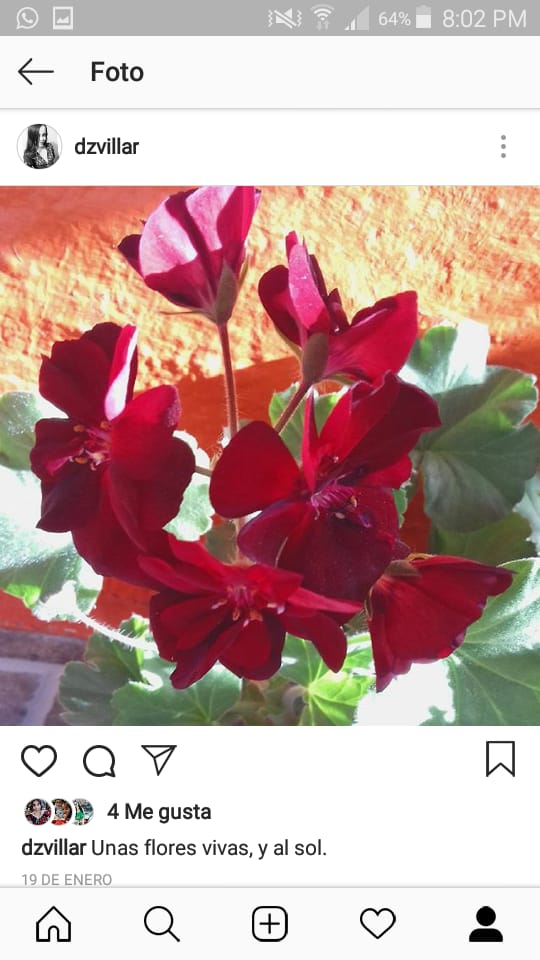 64% 8:02 PM
Foto
dzvillar
4 Me gusta
dzvillar Unas flores vivas, y al sol.
19 DE ENERO